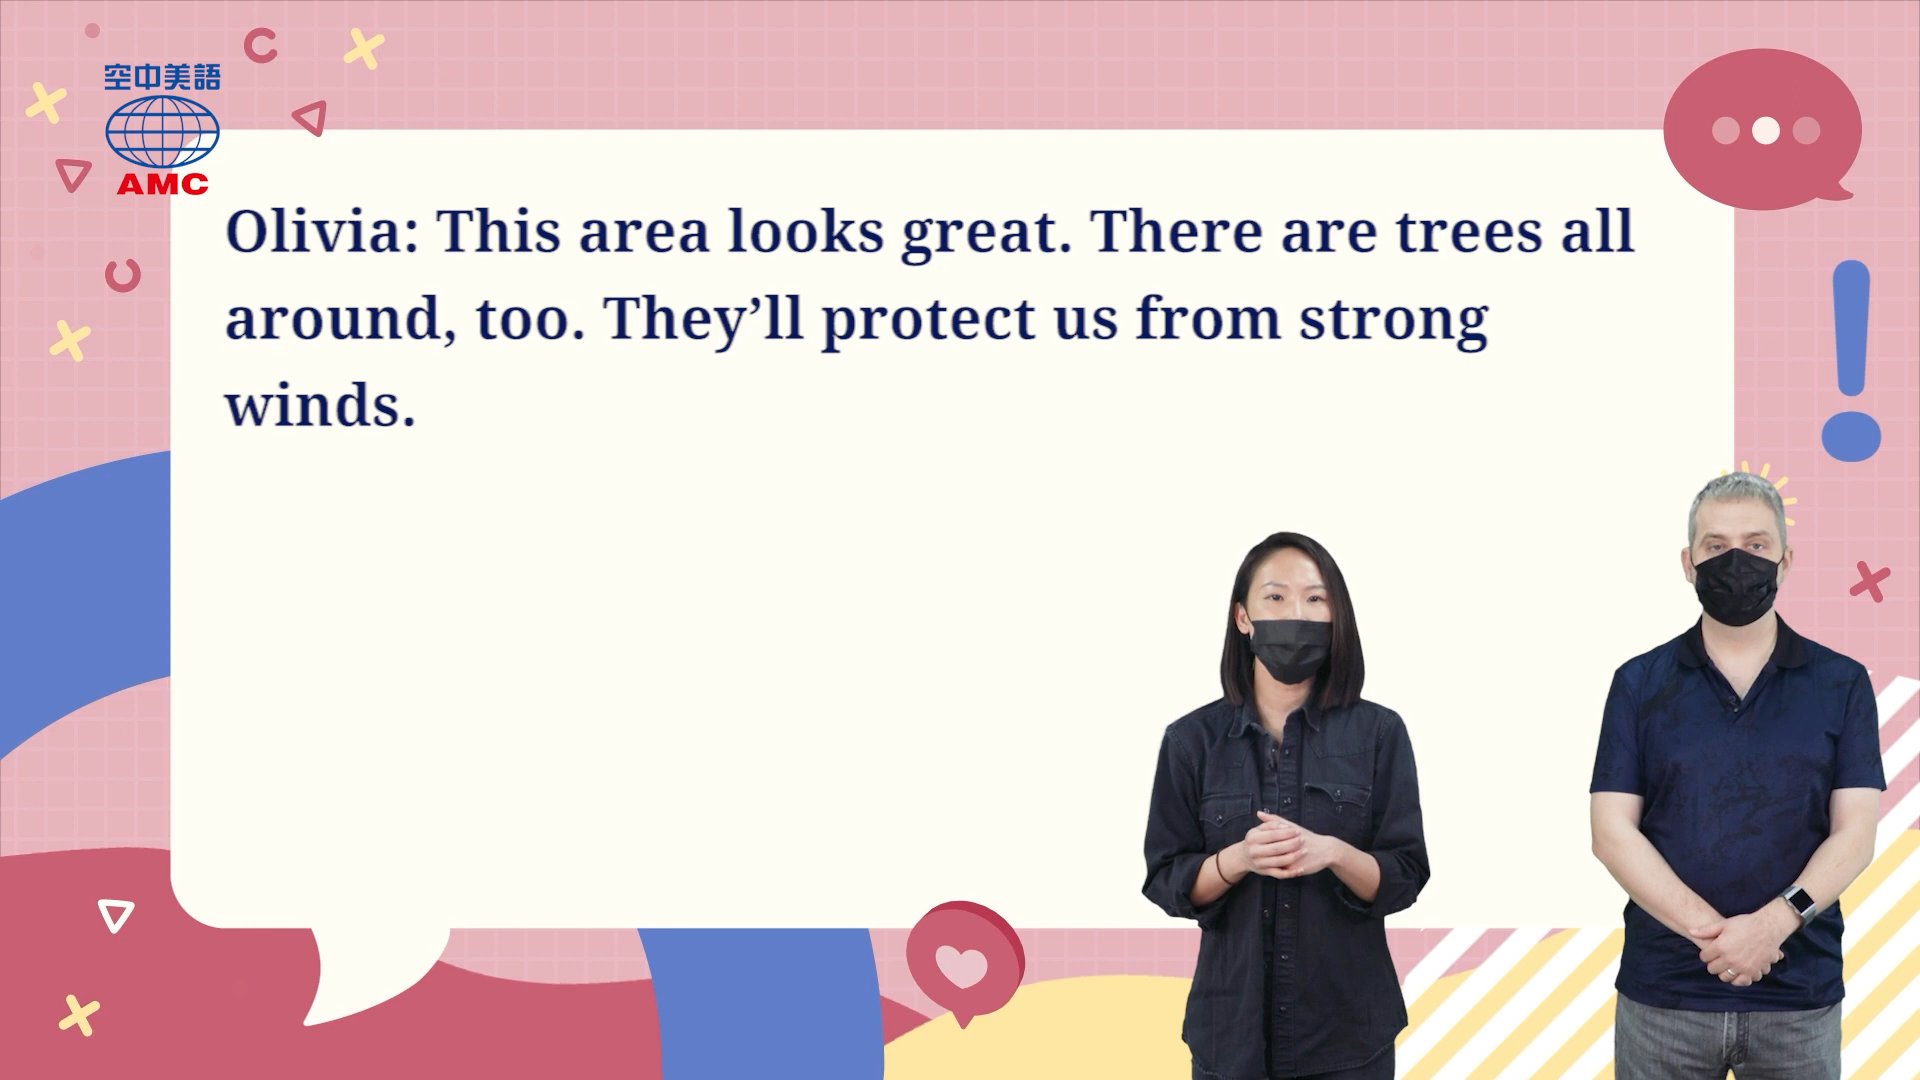 空中美語
AMC
Olivia: This area looks great. There are trees all
around, too. They’ll protect us from strong
winds.